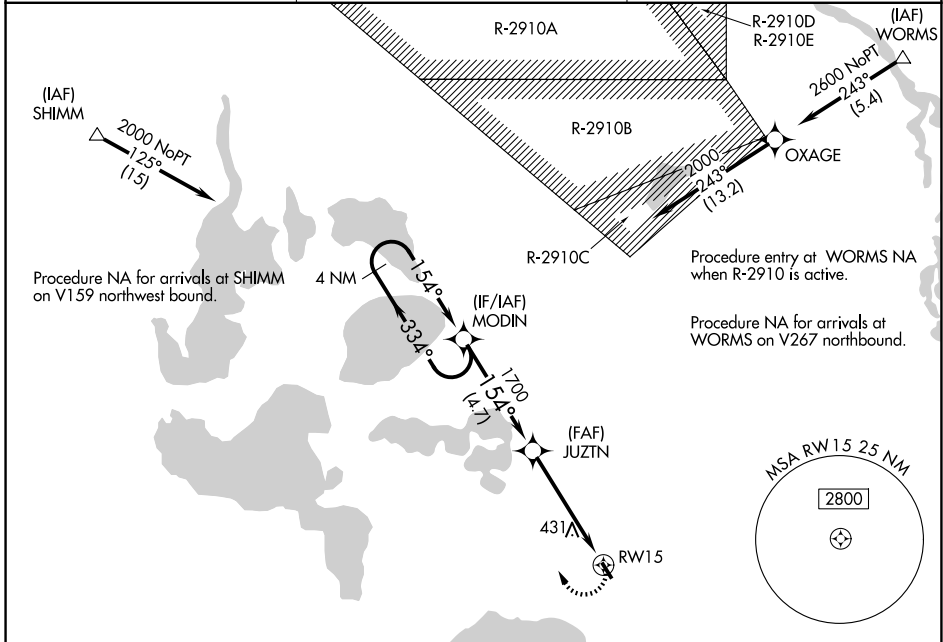 R-2910A
R-2910D
R-2910E
(IAF)
WORMS
2600 NoPT
243°
(5.4)
(IAF)
SHIMM
2000 NoPT
125°
(15)
R-2910B
OXAGE
2000
243°
(13.2)
R-2910C
Procedure NA for arrivals at SHIMM
on V159 northwest bound.
4 NM
154°
334°
(IF/IAF)
MODIN
Procedure entry at WORMS NA
when R-2910 is active.
Procedure NA for arrivals at
WORMS on V267 northbound.
1700
154°
(4.7)
(FAF)
JUZTN
431
RW15
MSA RW15 25 NM
2800